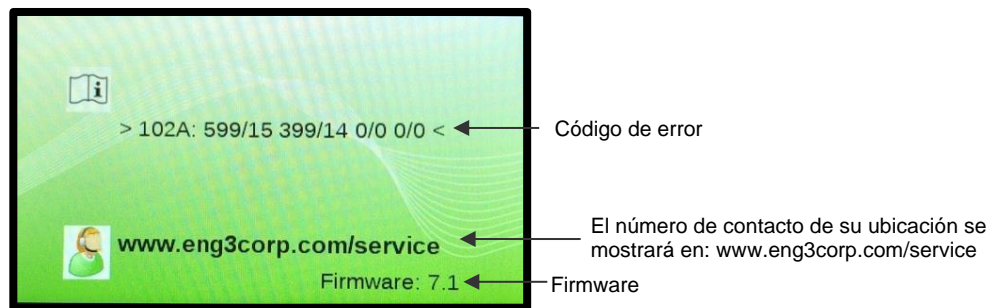 > 102A: 599/15 399/14 0/0 0/0 <
Código de error
www.eng3corp.com/service
El número de contacto de su ubicación se
mostrará en: www.eng3corp.com/service
Firmware: 7.1
Firmware